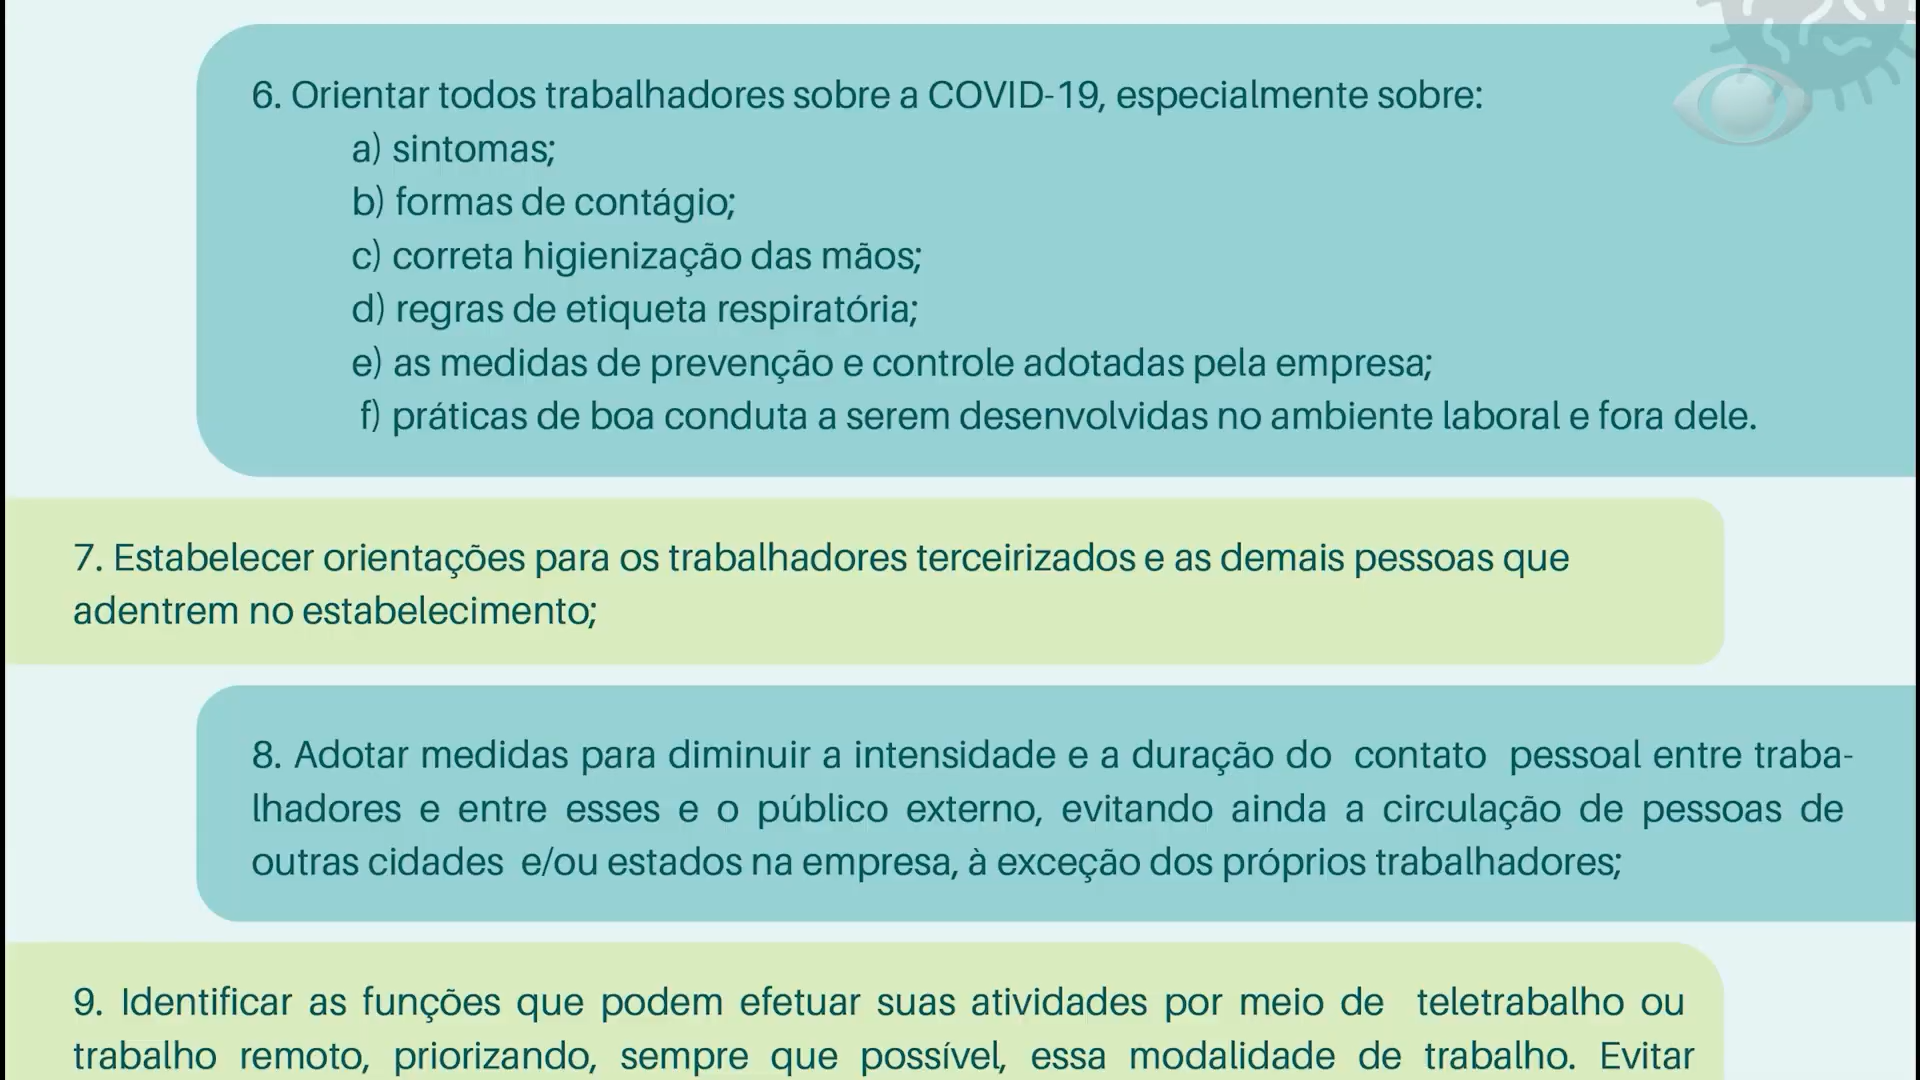 6. Orientar todos trabalhadores sobre a COVID-19, especialmente sobre:
a) sintomas;
b) formas de contágio;
c) correta higienização das mãos;
d) regras de etiqueta respiratória;
e) as medidas de prevenção e controle adotadas pela empresa;
f) práticas de boa conduta a serem desenvolvidas no ambiente laboral e fora dele.
7. Estabelecer orientações para os trabalhadores terceirizados e as demais pessoas que
adentrem no estabelecimento;
8. Adotar medidas para diminuir a intensidade e a duração do contato pessoal entre traba-
lhadores e entre esses e o público externo, evitando ainda a circulação de pessoas de
outras cidades e/ou estados na empresa, à exceção dos próprios trabalhadores;
9. Identificar as funções que podem efetuar suas atividades por meio de teletrabalho ou
trabalho remoto, priorizando, sempre que possível, essa modalidade de trabalho. Evitar